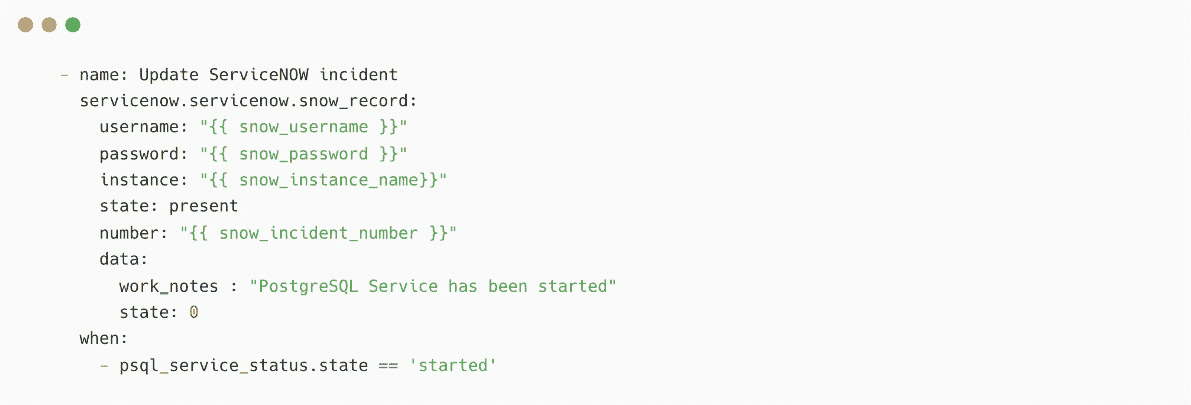 - name: Update ServiceNOW incident
servicenow.servicenow.snow_record:
username: "{{ snow_username }}"
password: "{{ snow_password }}"
instance: "{{ snow_instance_name}}"
state: present
number: "{{ snow_incident_number }}"
data:
work_notes : "PostgreSQL Service has been started"
state: 0
when:
- psql_service_status.state == 'started'